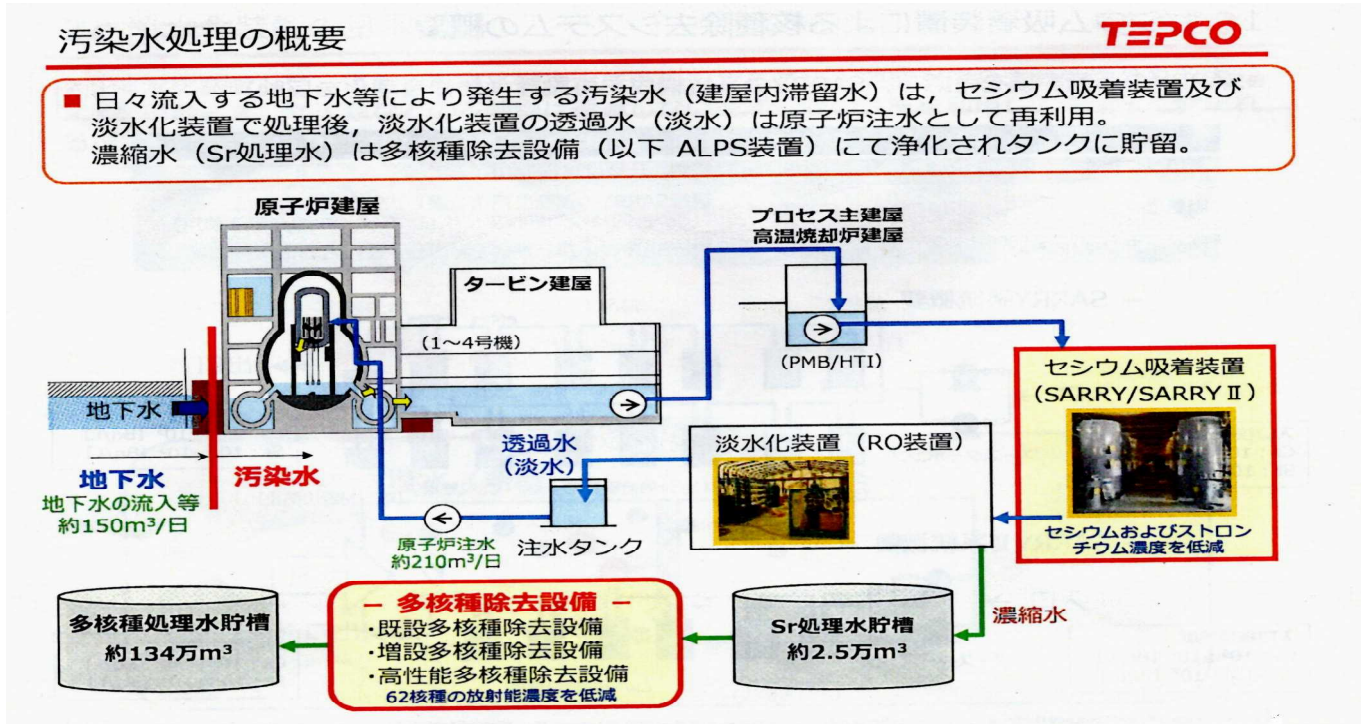 汚染水処理の概要
TEPCO
■ 日々流入する地下水等により発生する汚染水（建屋内滞留水）は，セシウム吸着装置及び
淡水化装置で処理後，淡水化装置の透過水（淡水）は原子炉注水として再利用。
濃縮水（Sr処理水）は多核種除去設備（以下 ALPS装置）にて浄化されタンクに貯留。
原子炉建屋
プロセス主建屋
高温焼却炉建屋
タービン建屋
(1～4号機)
(PMB/HTI)
セシウム吸着装置
(SARRY/SARRYⅡ)
セシウムおよびストロン
チウム濃度を低減
地下水
地下水
汚染水
地下水の流入等
約150m³/日
透過水
(淡水)
淡水化装置（RO装置）
原子炉注水
約210m³/日
注水タンク
濃縮水
多核種処理水貯槽
約134万m³
－ 多核種除去設備 －
・既設多核種除去設備
・増設多核種除去設備
・高性能多核種除去設備
62核種の放射能濃度を低減
Sr処理水貯槽
約2.5万m³